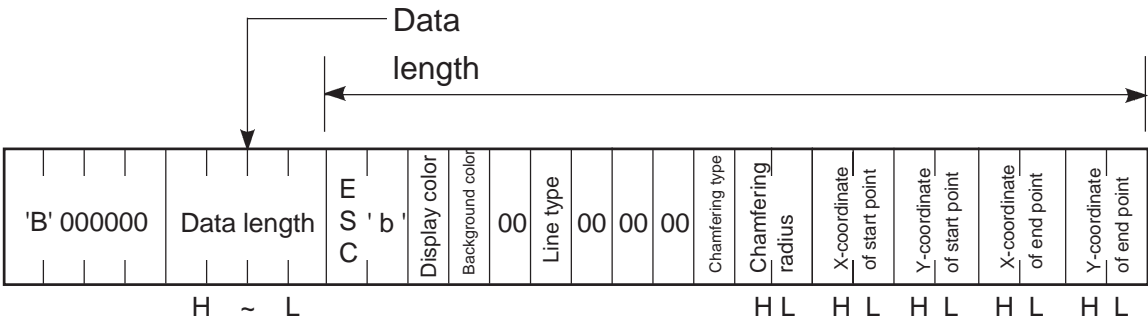 Data
length
'B' 000000
Data length
E
S
C
' b '
Display color
Background color
00
Line type
00
00
00
Chamfering type
Chamfering
radius
X-coordinate
of start point
Y-coordinate
of start point
X-coordinate
of end point
Y-coordinate
of end point
H ~ L
H L
H L
H L
H L
H L